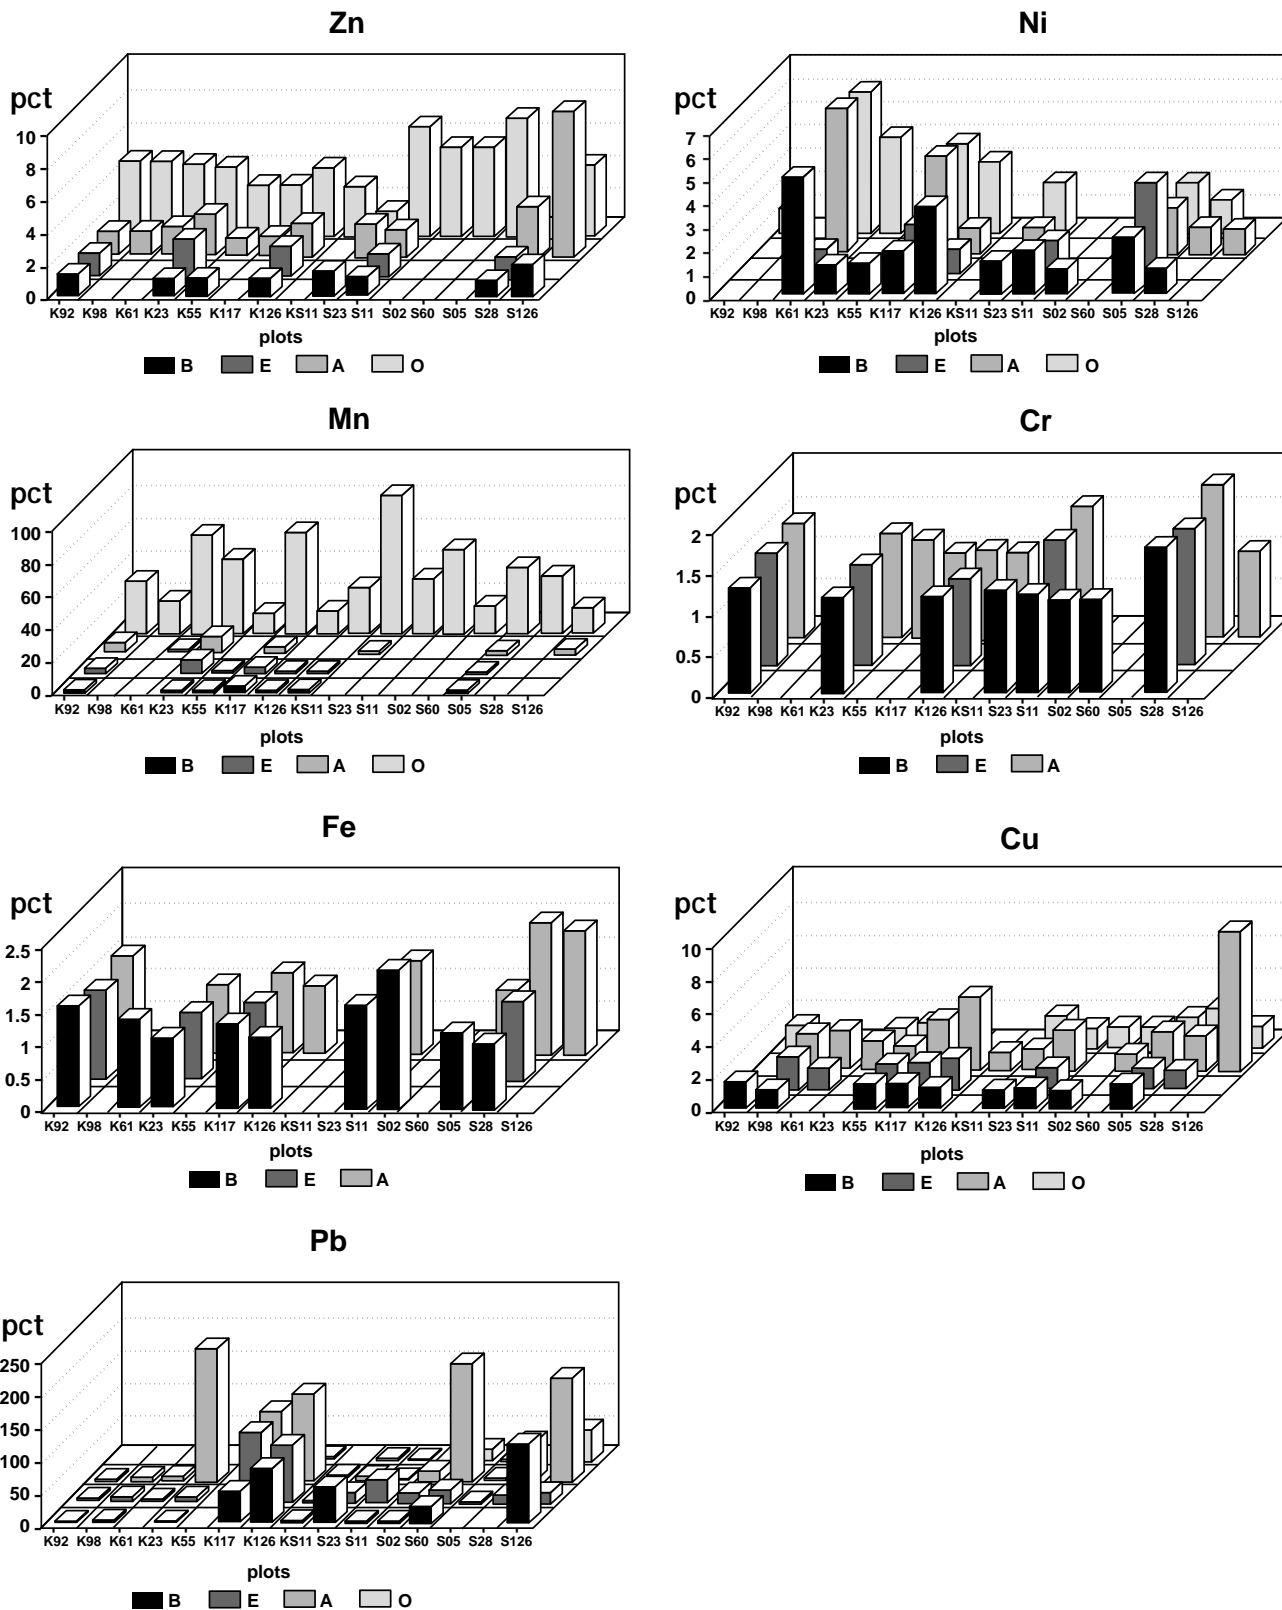 Zn
pct
10
8
6
4
2
0
K92 K98 K61 K23 K55 K117 K126 KS11 S23 S11 S02 S60 S05 S28 S126
plots
B E A O
Ni
pct
7
6
5
4
3
2
1
0
K92 K98 K61 K23 K55 K117 K126 KS11 S23 S11 S02 S60 S05 S28 S126
plots
B E A O
Mn
pct
100
80
60
40
20
0
K92 K98 K61 K23 K55 K117 K126 KS11 S23 S11 S02 S60 S05 S28 S126
plots
B E A O
Cr
pct
2
1.5
1
0.5
0
K92 K98 K61 K23 K55 K117 K126 KS11 S23 S11 S02 S60 S05 S28 S126
plots
B E A
Fe
pct
2.5
2
1.5
1
0.5
0
K92 K98 K61 K23 K55 K117 K126 KS11 S23 S11 S02 S60 S05 S28 S126
plots
B E A
Cu
pct
10
8
6
4
2
0
K92 K98 K61 K23 K55 K117 K126 KS11 S23 S11 S02 S60 S05 S28 S126
plots
B E A O
Pb
pct
250
200
150
100
50
0
K92 K98 K61 K23 K55 K117 K126 KS11 S23 S11 S02 S60 S05 S28 S126
plots
B E A O